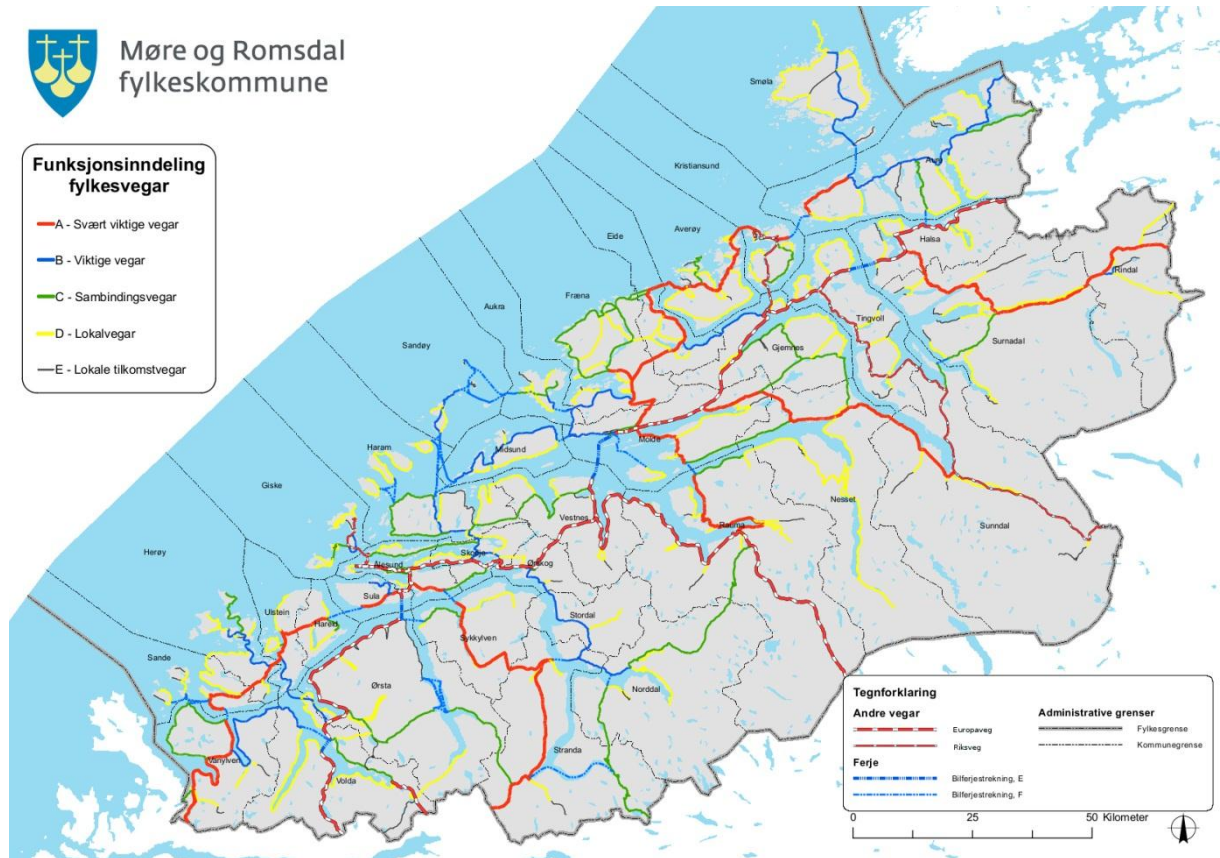 Møre og Romsdal
fylkeskommune
Funksjonsinndeling
fylkesvegar
A - Svært viktige vegar
B - Viktige vegar
C - Sambindingsvegar
D - Lokalvegar
E - Lokale tilkomstvegar
Smøla
Kristiansund
Aure
Averøy
Eide
Halsa
Rindal
Fræna
Aukra
Tingvoll
Sandøy
Gjemnes
Surnadal
Molde
Haram
Midsund
Nesset
Giske
Vestnes
Rauma
Sunndal
Herøy
Skodje
Ålesund
Ørskog
Sula
Ulstein
Stordal
Hareid
Sykkylven
Sande
Ørsta
Norddal
Stranda
Vanylven
Volda
Tegnforklaring
Andre vegar
Europaveg
Riksveg
Ferje
Bilferjestrekning, E
Bilferjestrekning, F
Administrative grenser
Fylkesgrense
Kommunegrense
0 25 50 Kilometer